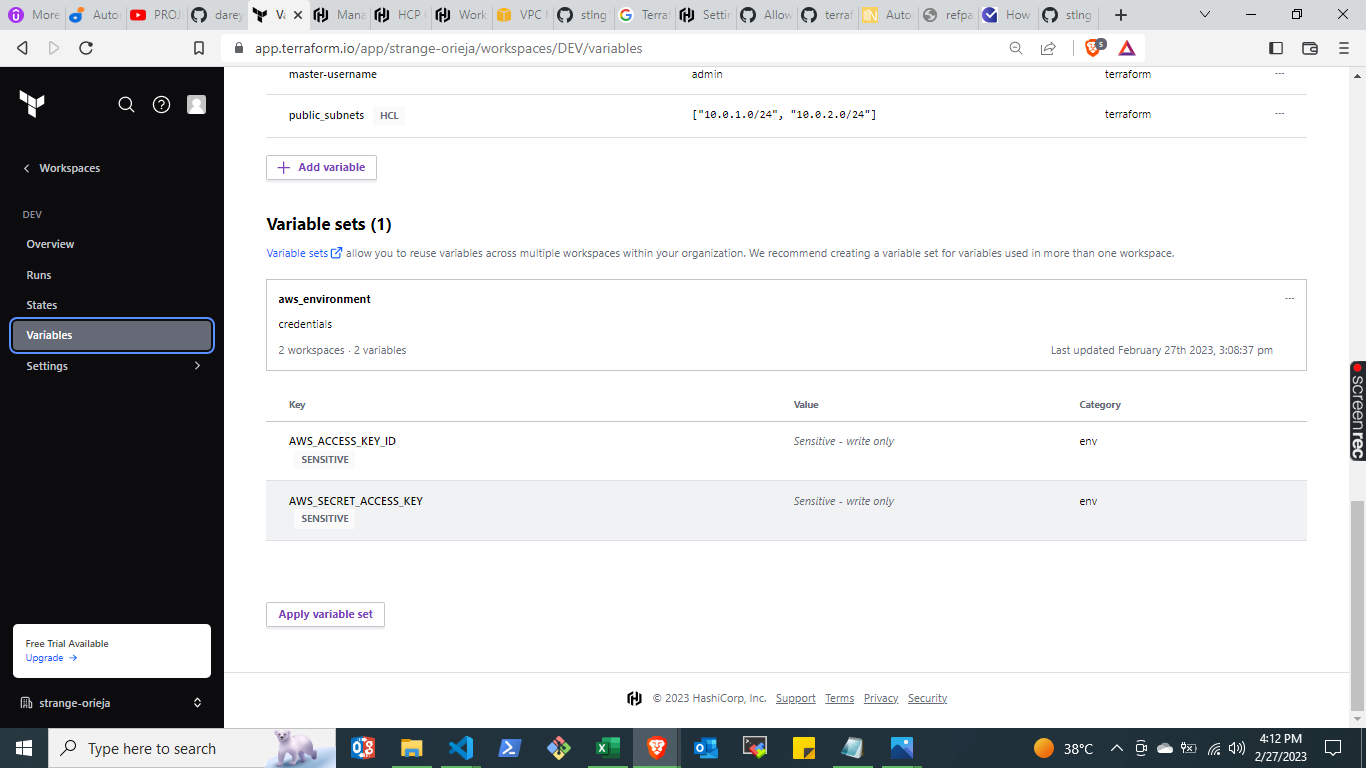 More
Autor
PROJ
darey
Va
Mana
HCP
Work
VPC
stlng
Terraf
Settin
Allow
terraf
Auto
refpa
How
stlng
app.terraform.io/app/strange-orieja/workspaces/DEV/variables
5
master-username admin terraform ...
public_subnets HCL ["10.0.1.0/24", "10.0.2.0/24"] terraform ...
Workspaces
+ Add variable
DEV
Overview
Runs
States
Variables
Settings
Variable sets (1)
Variable sets allow you to reuse variables across multiple workspaces within your organization. We recommend creating a variable set for variables used in more than one workspace.
aws_environment ...
credentials
2 workspaces · 2 variables Last updated February 27th 2023, 3:08:37 pm
Key Value Category
AWS_ACCESS_KEY_ID Sensitive - write only env
SENSITIVE
AWS_SECRET_ACCESS_KEY Sensitive - write only env
SENSITIVE
Apply variable set
Free Trial Available
Upgrade →
strange-orieja
© 2023 HashiCorp, Inc. Support Terms Privacy Security
screenrec
Type here to search
38°C
4:12 PM
2/27/2023